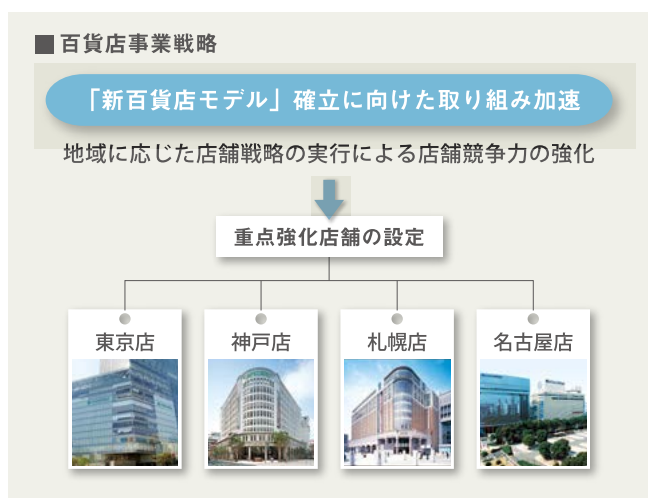 ■百貨店事業戦略
「新百貨店モデル」確立に向けた取り組み加速
地域に応じた店舗戦略の実行による店舗競争力の強化
重点強化店舗の設定
東京店
神戸店
札幌店
名古屋店